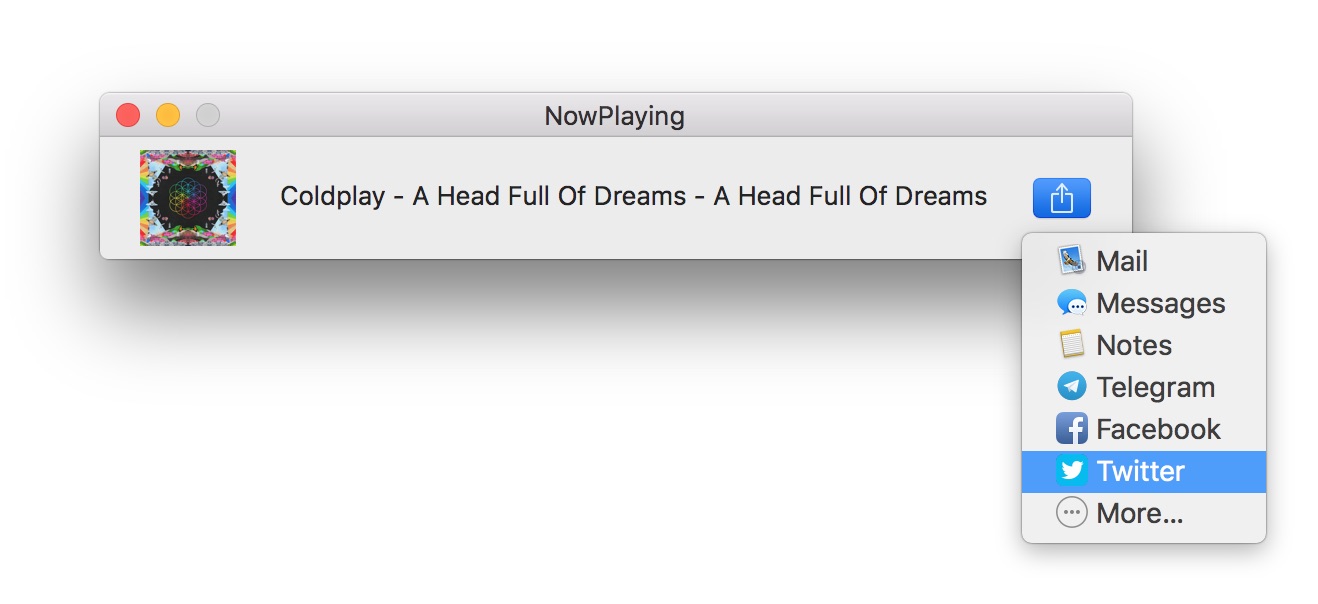 NowPlaying
Coldplay - A Head Full Of Dreams - A Head Full Of Dreams
Mail
Messages
Notes
Telegram
Facebook
Twitter
More...